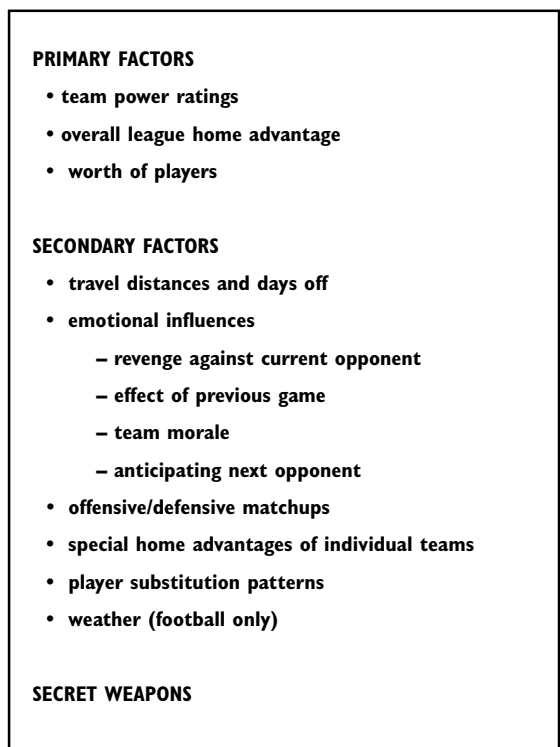 PRIMARY FACTORS
• team power ratings
• overall league home advantage
• worth of players
SECONDARY FACTORS
• travel distances and days off
• emotional influences
– revenge against current opponent
– effect of previous game
– team morale
– anticipating next opponent
• offensive/defensive matchups
• special home advantages of individual teams
• player substitution patterns
• weather (football only)
SECRET WEAPONS